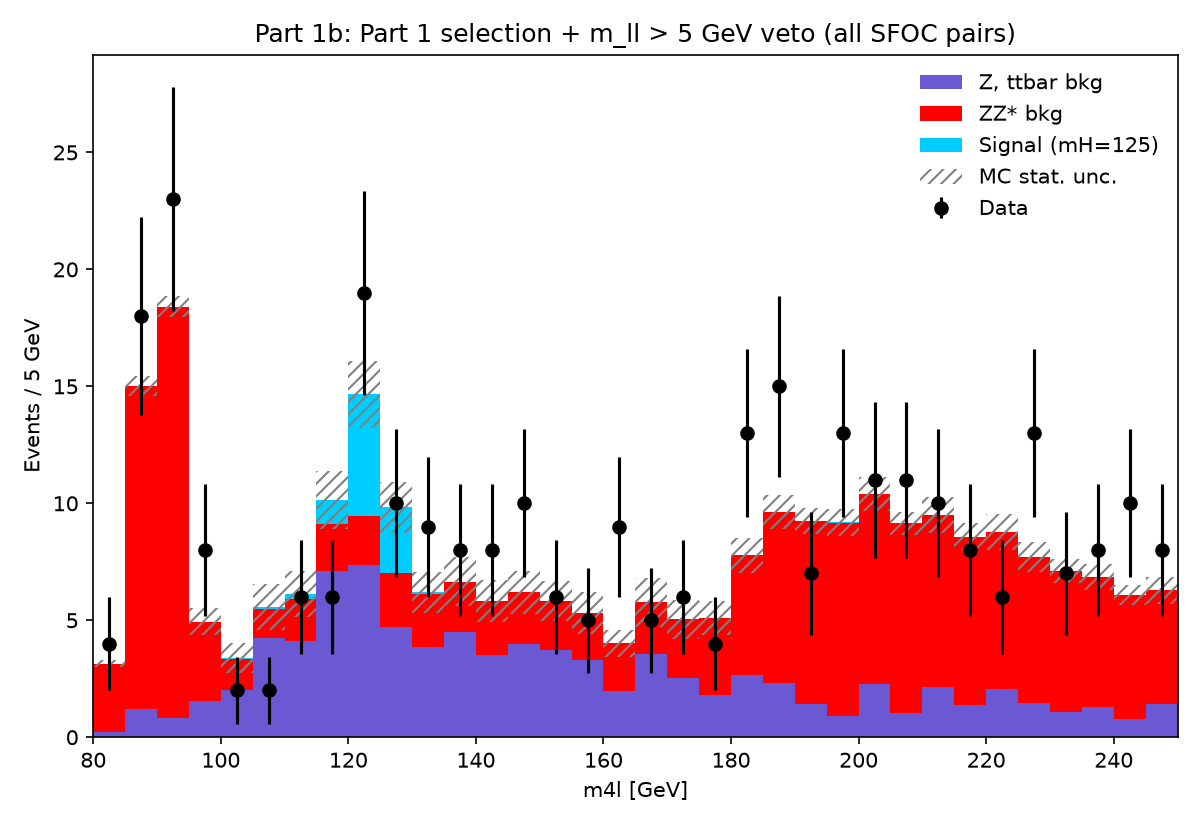 Part 1b: Part 1 selection + m_ll > 5 GeV veto (all SFOC pairs)
Z, ttbar bkg
ZZ* bkg
Signal (mH=125)
MC stat. unc.
Data
Events / 5 GeV
25
20
15
10
5
0
80 100 120 140 160 180 200 220 240
m4l [GeV]